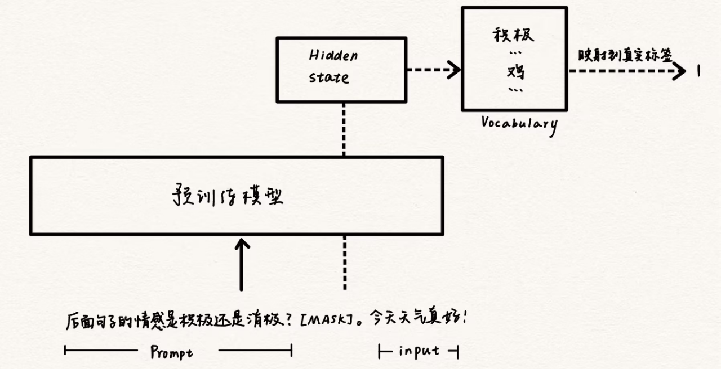 Hidden
state
积极
...
鸡
...
映射到真实标签
1
Vocabulary
预训练模型
后面句子的情感是积极还是消极？[MASK]。今天天气真好！
Prompt
input